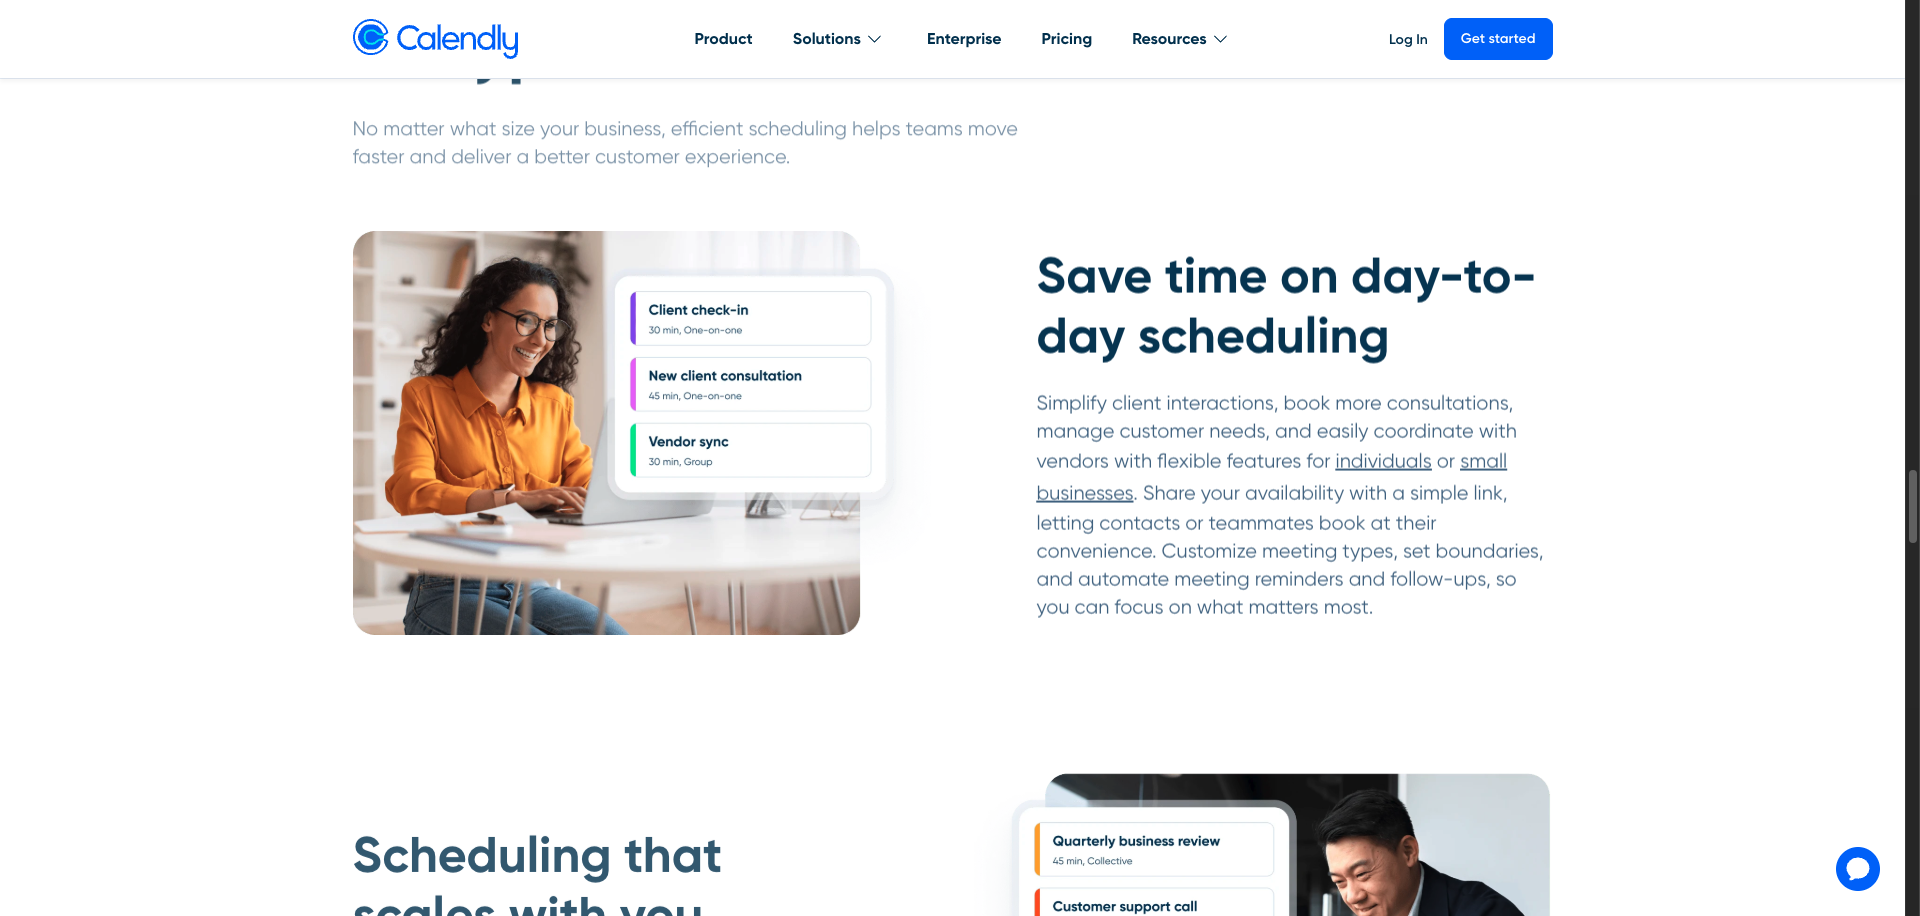 Calendly
Product
Solutions
Enterprise
Pricing
Resources
Log In
Get started
No matter what size your business, efficient scheduling helps teams move
faster and deliver a better customer experience.
Client check-in
30 min, One-on-one
New client consultation
45 min, One-on-one
Vendor sync
30 min, Group
Save time on day-to-
day scheduling
Simplify client interactions, book more consultations,
manage customer needs, and easily coordinate with
vendors with flexible features for individuals or small
businesses. Share your availability with a simple link,
letting contacts or teammates book at their
convenience. Customize meeting types, set boundaries,
and automate meeting reminders and follow-ups, so
you can focus on what matters most.
Scheduling that
scales with you
Quarterly business review
45 min, Collective
Customer support call